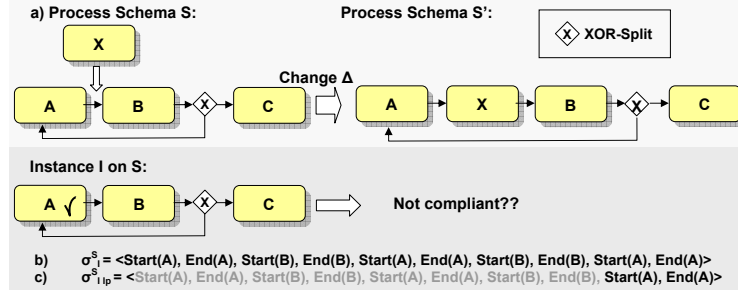 a) Process Schema S:
Process Schema S':
X
X XOR-Split
Change Δ
A
B
X
C
A
X
B
X
C
Instance I on S:
A √
B
X
C
Not compliant??
b) σ^S_I = <Start(A), End(A), Start(B), End(B), Start(A), End(A), Start(B), End(B), Start(A), End(A)>
c) σ^S_I lp = <Start(A), End(A), Start(B), End(B), Start(A), End(A), Start(B), End(B), Start(A), End(A)>